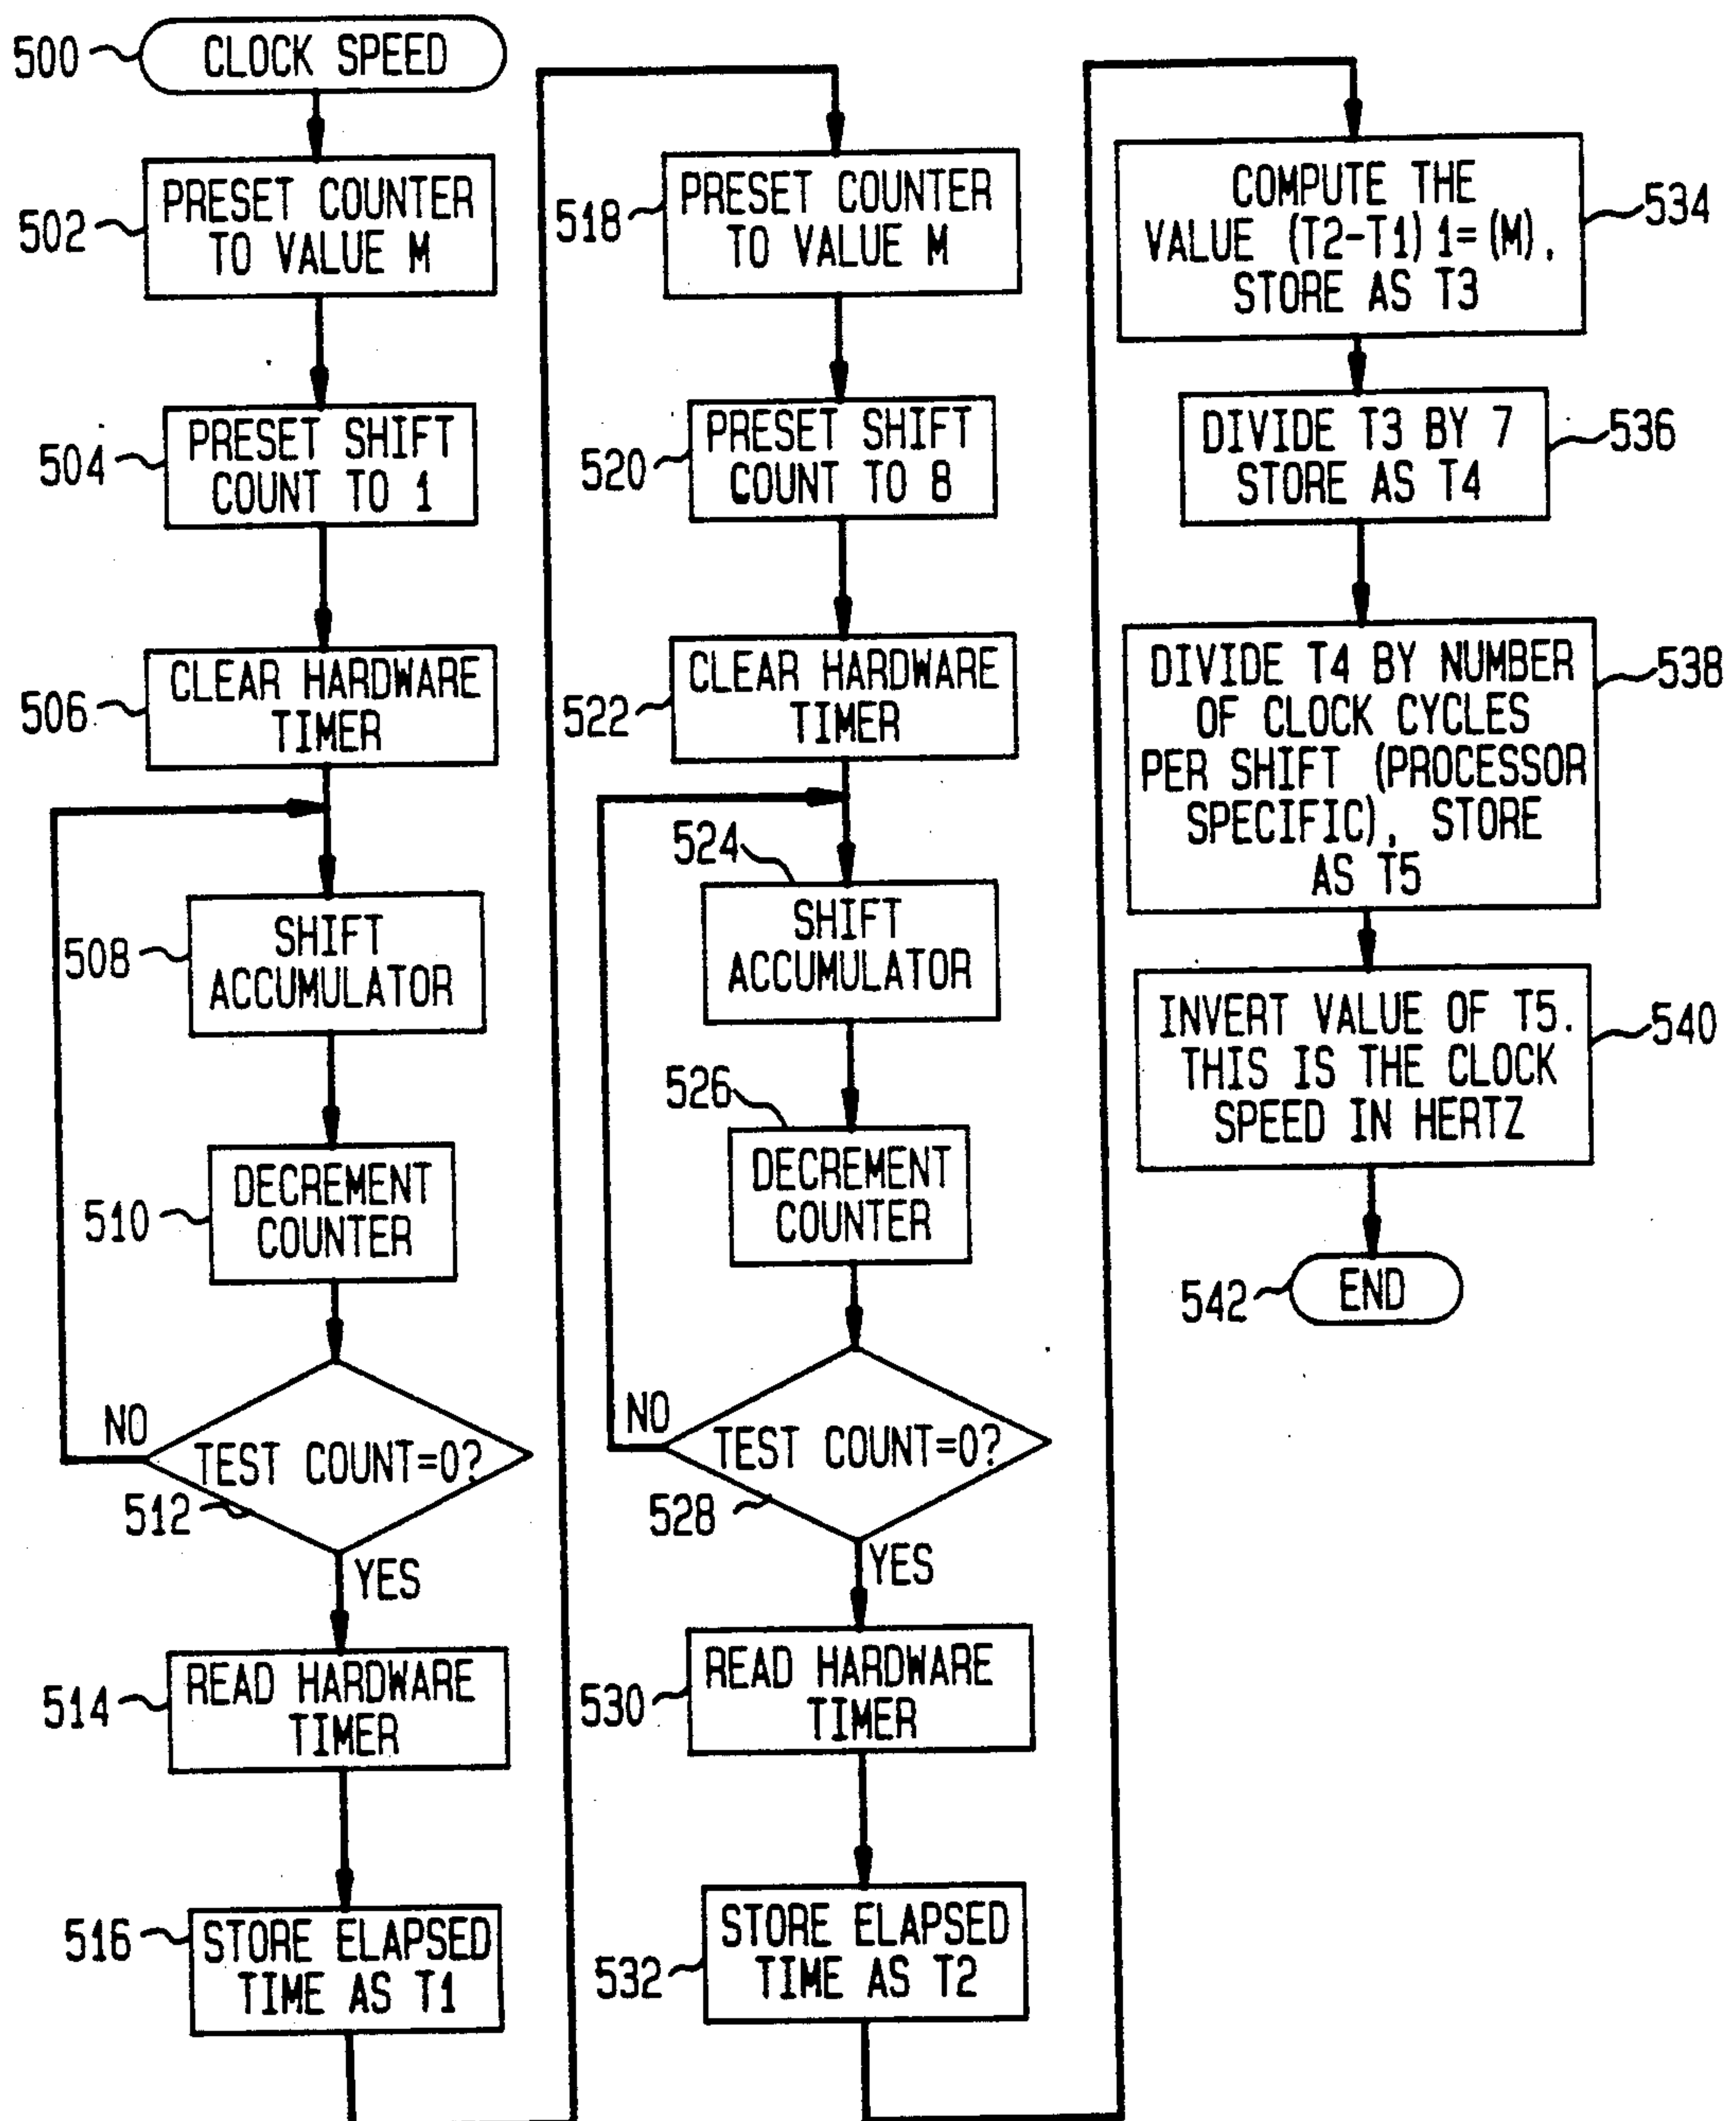 500
CLOCK SPEED
502
PRESET COUNTER
TO VALUE M
504
PRESET SHIFT
COUNT TO 1
506
CLEAR HARDWARE
TIMER
508
SHIFT
ACCUMULATOR
510
DECREMENT
COUNTER
NO
TEST COUNT=0?
512
YES
514
READ HARDWARE
TIMER
516
STORE ELAPSED
TIME AS T1
518
PRESET COUNTER
TO VALUE M
520
PRESET SHIFT
COUNT TO 8
522
CLEAR HARDWARE
TIMER
524
SHIFT
ACCUMULATOR
526
DECREMENT
COUNTER
NO
TEST COUNT=0?
528
YES
530
READ HARDWARE
TIMER
532
STORE ELAPSED
TIME AS T2
COMPUTE THE
VALUE (T2-T1) 1=(M),
STORE AS T3
534
DIVIDE T3 BY 7
STORE AS T4
536
DIVIDE T4 BY NUMBER
OF CLOCK CYCLES
PER SHIFT (PROCESSOR
SPECIFIC), STORE
AS T5
538
INVERT VALUE OF T5.
THIS IS THE CLOCK
SPEED IN HERTZ
540
542
END